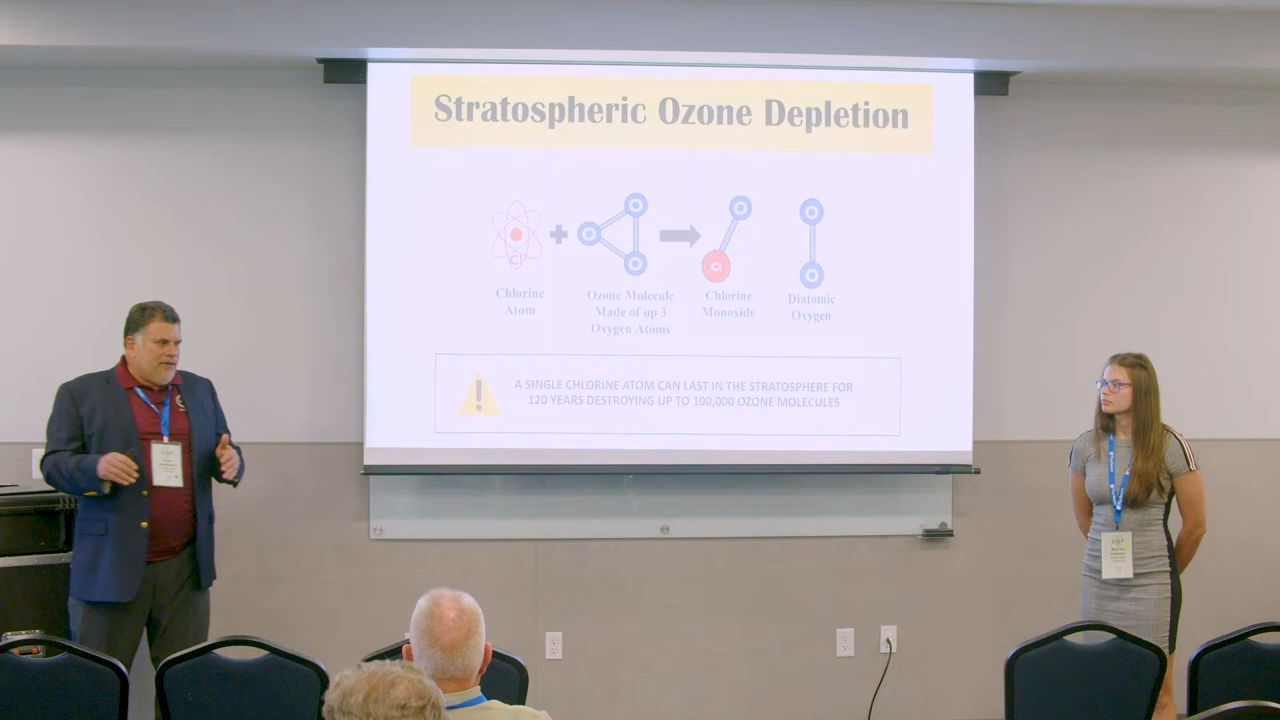 Stratospheric Ozone Depletion
Cl
+
O
O
O
O
Cl
O
O
Chlorine
Atom
Ozone Molecule
Made of up 3
Oxygen Atoms
Chlorine
Monoxide
Diatomic
Oxygen
!
A SINGLE CHLORINE ATOM CAN LAST IN THE STRATOSPHERE FOR
120 YEARS DESTROYING UP TO 100,000 OZONE MOLECULES